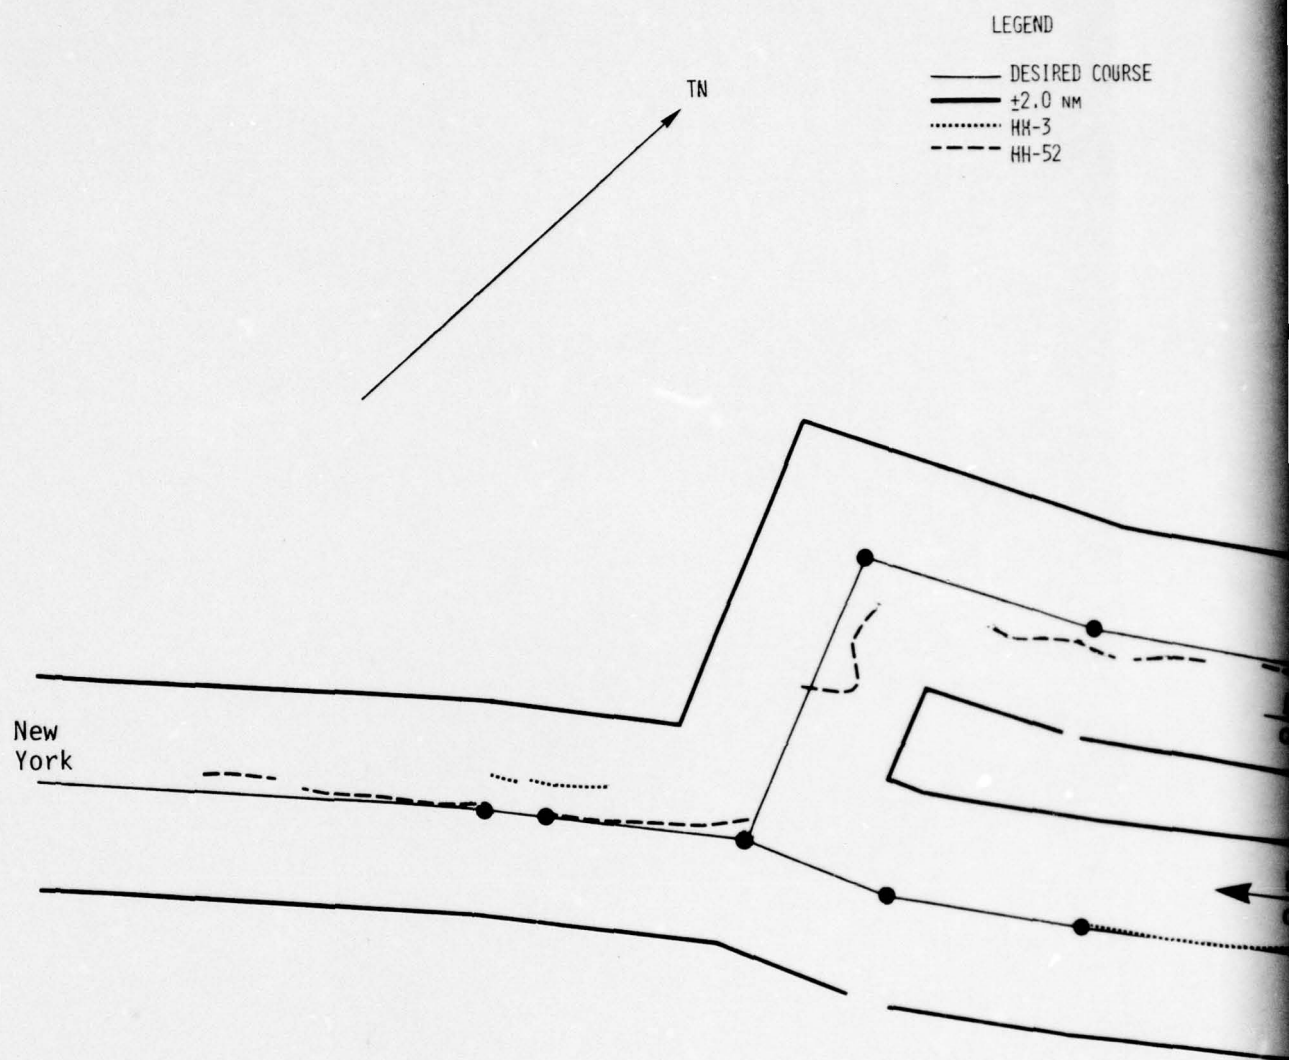 LEGEND
DESIRED COURSE
±2.0 NM
HH-3
HH-52
TN
New
York